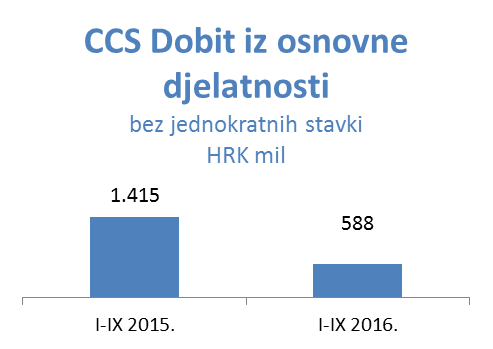 CCS Dobit iz osnovne
djelatnosti
bez jednokratnih stavki
HRK mil
1.415
588
I-IX 2015.
I-IX 2016.